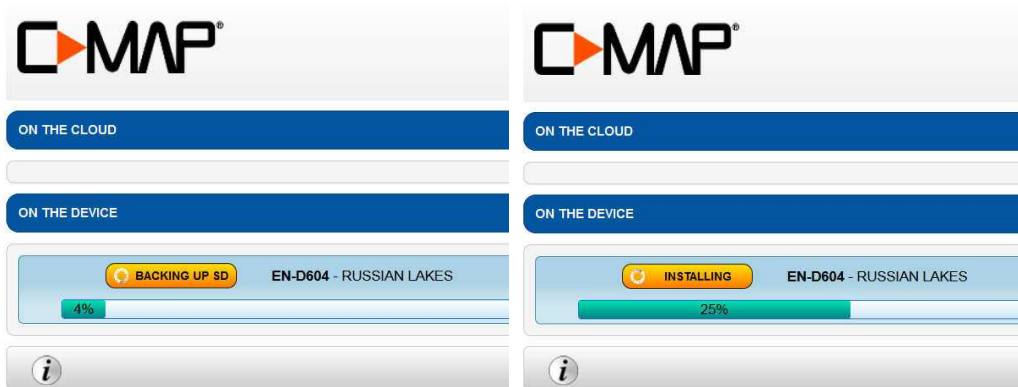 C-MAP®
ON THE CLOUD
ON THE DEVICE
BACKING UP SD EN-D604 - RUSSIAN LAKES
4%
i
C-MAP®
ON THE CLOUD
ON THE DEVICE
INSTALLING EN-D604 - RUSSIAN LAKES
25%
i